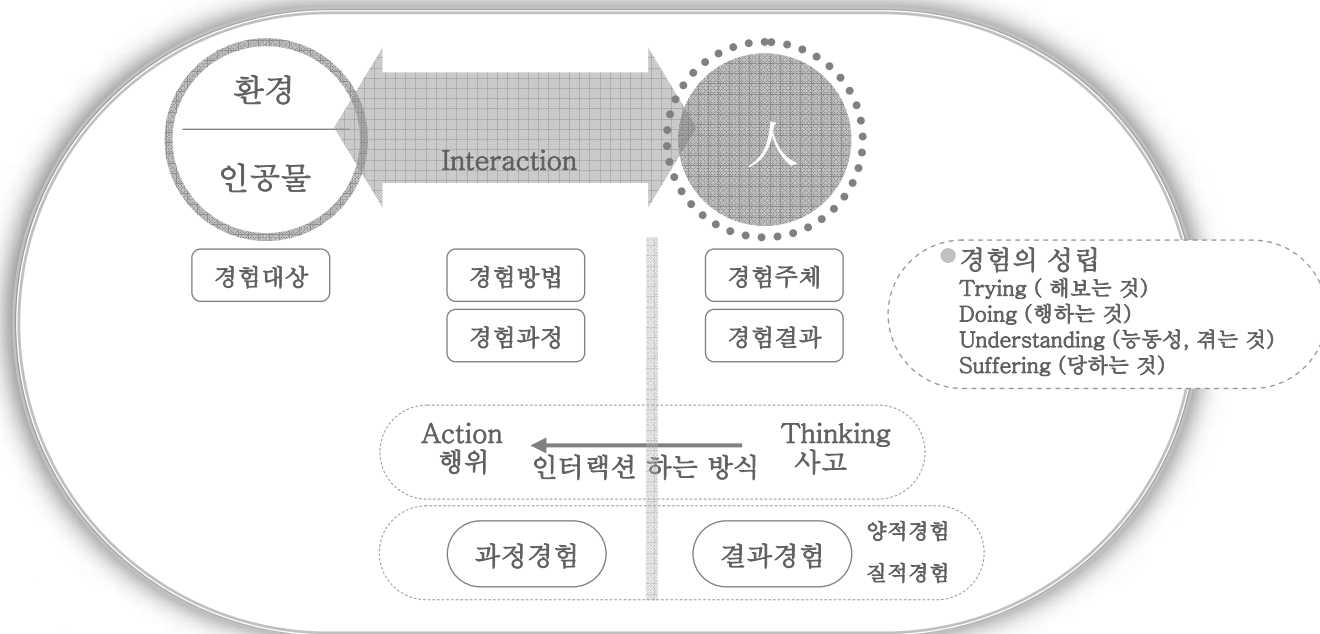 환경
인공물
Interaction
人
경험대상
경험방법
경험주체
경험과정
경험결과
경험의 성립
Trying ( 해보는 것)
Doing (행하는 것)
Understanding (능동성, 겪는 것)
Suffering (당하는 것)
Action
행위
인터랙션 하는 방식
Thinking
사고
과정경험
결과경험
양적경험
질적경험